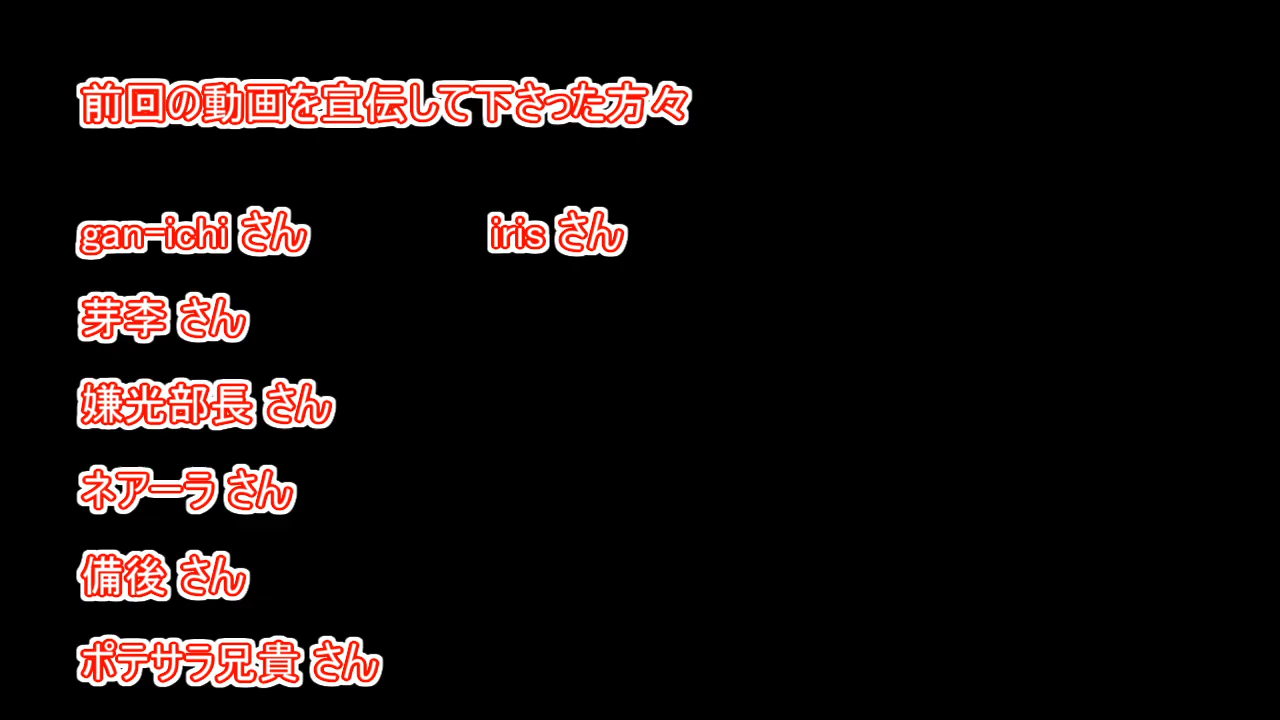 前回の動画を宣伝して下さった方々
gan-ichi さん
iris さん
芽李 さん
嫌光部長 さん
ネアーラ さん
備後 さん
ポテサラ兄貴 さん